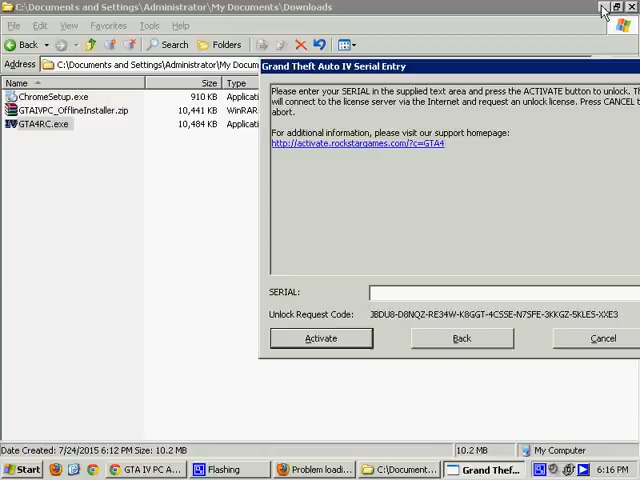 C:\Documents and Settings\Administrator\My Documents\Downloads
File Edit View Favorites Tools Help
Back Search Folders
Address C:\Documents and Settings\Administrator\My Docum
Name Size Type
ChromeSetup.exe 910 KB Applicati
GTAIVPC_OfflineInstaller.zip 10,441 KB WinRAR
GTA4RC.exe 10,484 KB Applicati
Grand Theft Auto IV Serial Entry
Please enter your SERIAL in the supplied text area and press the ACTIVATE button to unlock. Th
will connect to the license server via the Internet and request an unlock license. Press CANCEL t
abort.
For additional information, please visit our support homepage:
http://activate.rockstargames.com/?c=GTA4
SERIAL:
Unlock Request Code: JBDU8-D8NQZ-RE34W-K8GGT-4CSSE-N7SFE-3KKGZ-5KLES-XXE3
Activate Back Cancel
Date Created: 7/24/2015 6:12 PM Size: 10.2 MB 10.2 MB My Computer
Start GTA IV PC A... Flashing Problem loadi... C:\Document... Grand Thef... 6:16 PM